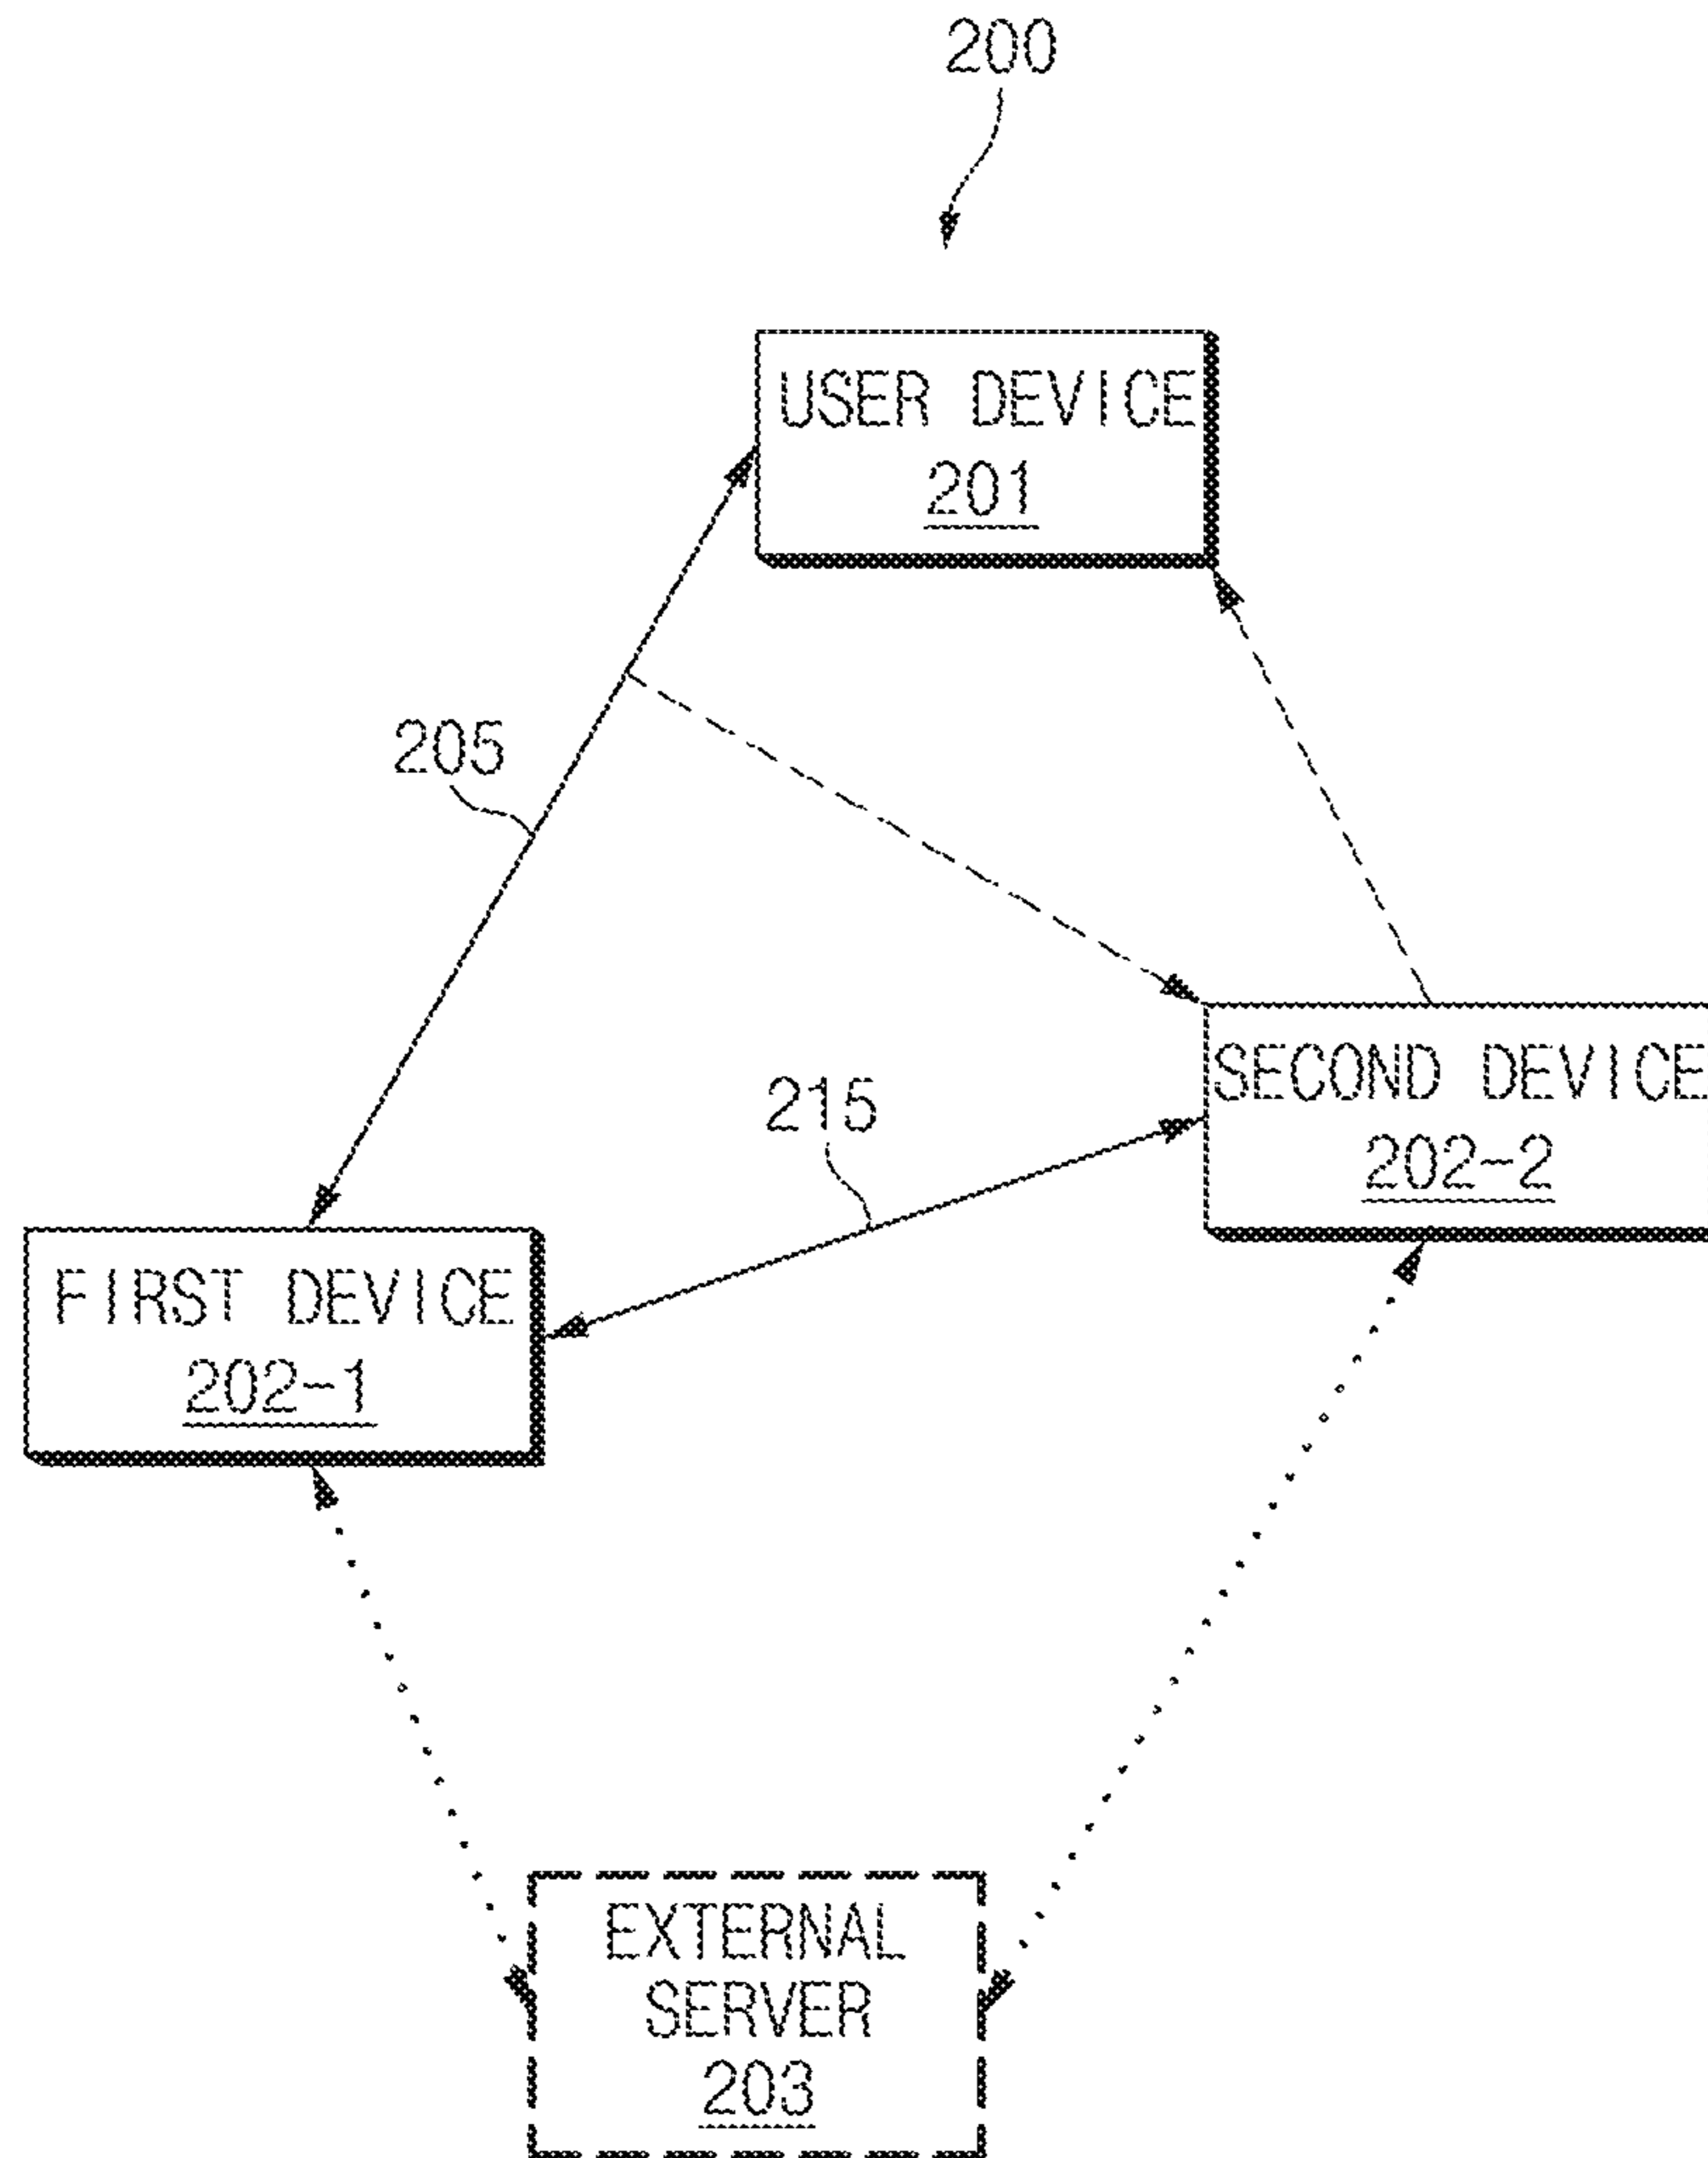 200
USER DEVICE
201
205
215
SECOND DEVICE
202-2
FIRST DEVICE
202-1
EXTERNAL
SERVER
203